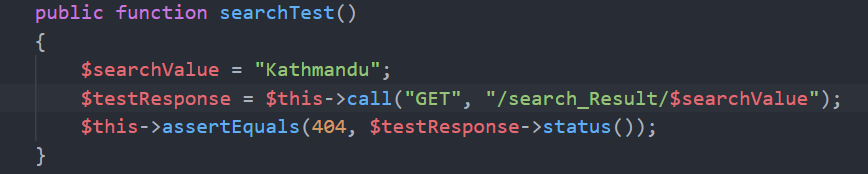 public function searchTest()
{
$searchValue = "Kathmandu";
$testResponse = $this->call("GET", "/search_Result/$searchValue");
$this->assertEquals(404, $testResponse->status());
}